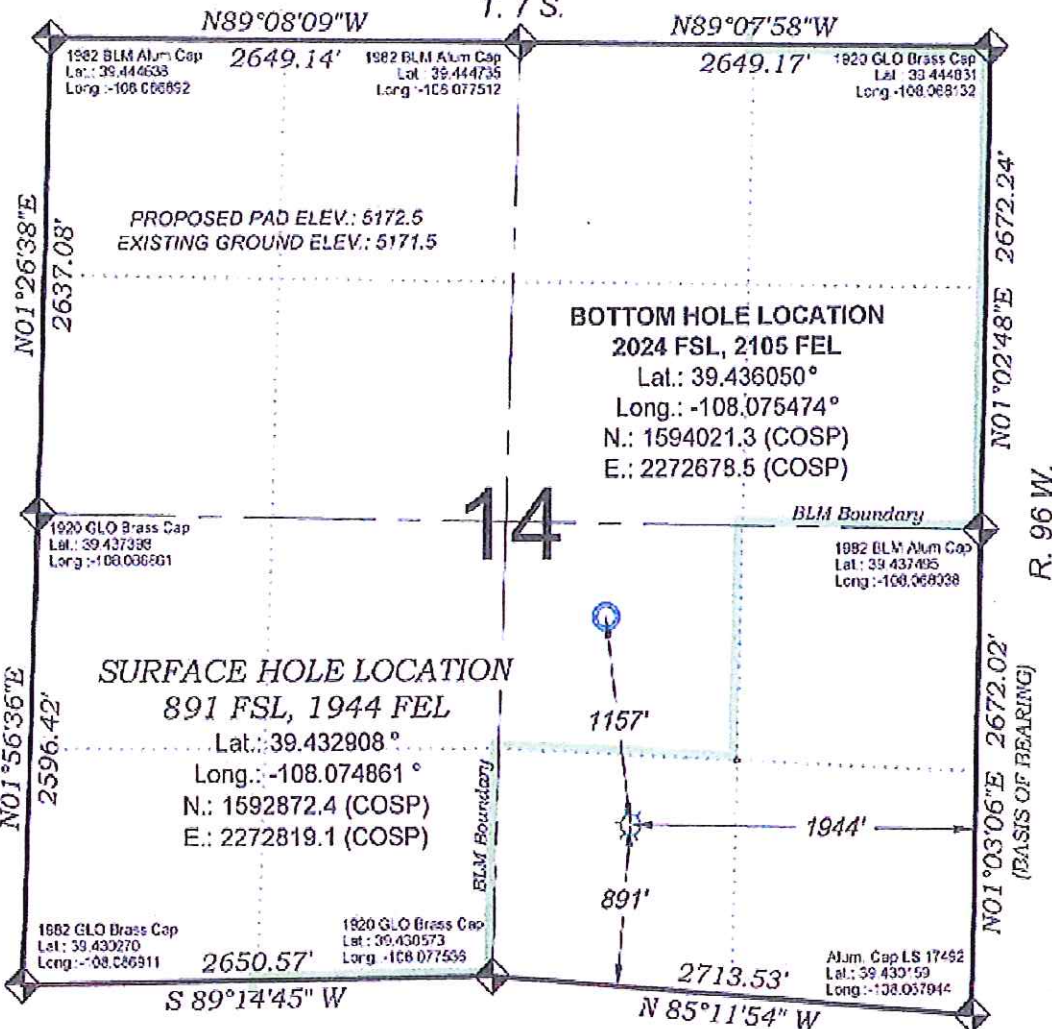 T. 7 S.
N89°08'09"W
N89°07'58"W
1982 BLM Alum Cap
Lat.: 39.444638
Long.:-108.086892
2649.14'
1982 BLM Alum Cap
Lat.: 39.444735
Long.:-108.077512
2649.17'
1920 GLO Brass Cap
Lat.: 39.444831
Long.:-108.068132
N01°26'38"E
2637.08'
PROPOSED PAD ELEV.: 5172.5
EXISTING GROUND ELEV.: 5171.5
N01°02'48"E 2672.24'
BOTTOM HOLE LOCATION
2024 FSL, 2105 FEL
Lat.: 39.436050°
Long.: -108.075474°
N.: 1594021.3 (COSP)
E.: 2272678.5 (COSP)
R. 96 W.
14
BLM Boundary
1920 GLO Brass Cap
Lat.: 39.437398
Long.:-108.086861
1982 BLM Alum Cap
Lat.: 39.437495
Long.:-108.068038
SURFACE HOLE LOCATION
891 FSL, 1944 FEL
Lat.: 39.432908°
Long.: -108.074861°
N.: 1592872.4 (COSP)
E.: 2272819.1 (COSP)
N01°56'36"E
2596.42'
1157'
1944'
891'
BLM Boundary
N01°03'06"E 2672.02'
(BASIS OF BEARING)
1982 GLO Brass Cap
Lat.: 39.430270
Long.:-108.086911
2650.57'
S 89°14'45" W
1920 GLO Brass Cap
Lat.: 39.430573
Long.:-108.077536
2713.53'
N 85°11'54" W
Alum. Cap LS 17492
Lat.: 39.430159
Long.:-108.067944